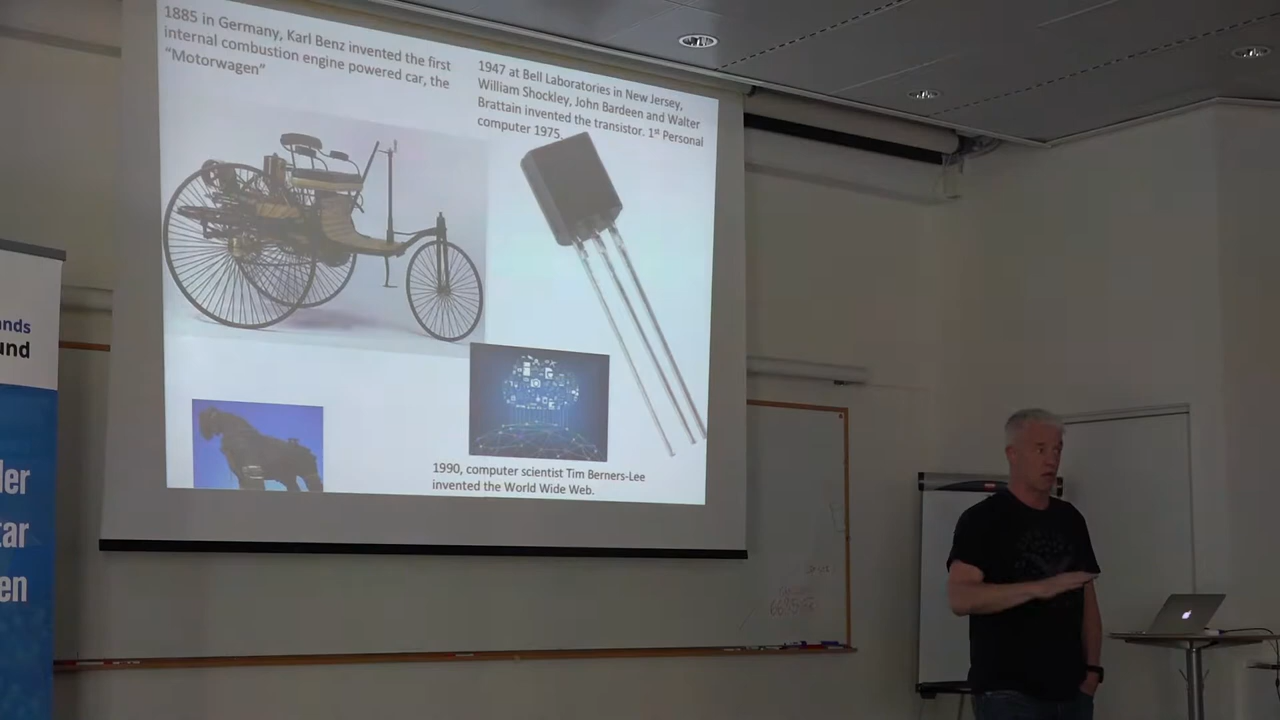 1885 in Germany, Karl Benz invented the first
internal combustion engine powered car, the
"Motorwagen"
1947 at Bell Laboratories in New Jersey,
William Shockley, John Bardeen and Walter
Brattain invented the transistor. 1st Personal
computer 1975.
1990, computer scientist Tim Berners-Lee
invented the World Wide Web.
ands
und
der
tar
en